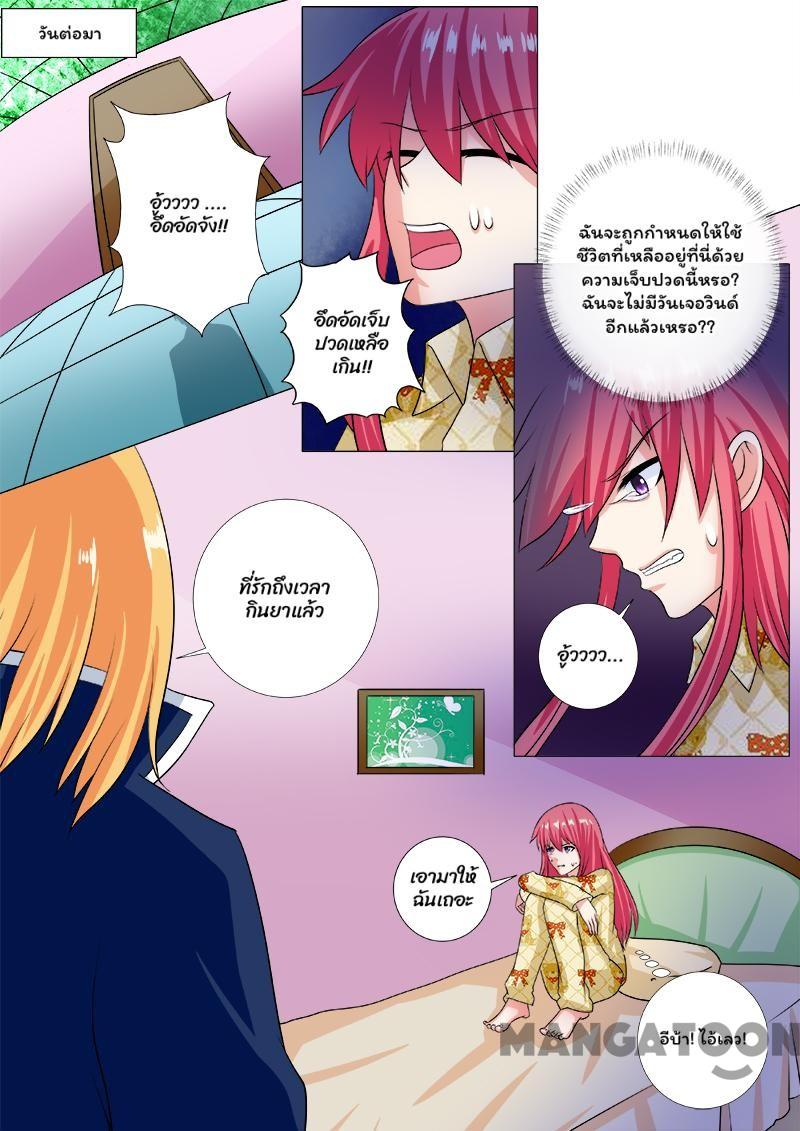 วันต่อมา
อู้วววว ....
อึดอัดจัง!!
อึดอัดเจ็บ
ปวดเหลือ
เกิน!!
ฉันจะถูกกำหนดให้ใช้
ชีวิตที่เหลืออยู่ที่นี่ด้วย
ความเจ็บปวดนี้หรอ?
ฉันจะไม่มีวันเจอวินด์
อีกแล้วเหรอ??
อู้วววว...
ที่รักถึงเวลา
กินยาแล้ว
เอามาให้
ฉันเถอะ
อีบ้า! ไอ้เลว!
MANGATOON